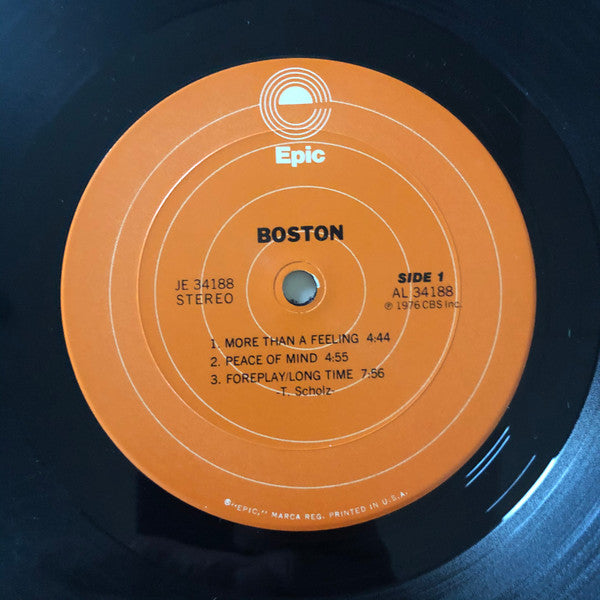 Epic
BOSTON
JE 34188
STEREO
SIDE 1
AL 34188
℗ 1976 CBS Inc.
1. MORE THAN A FEELING 4:44
2. PEACE OF MIND 4:55
3. FOREPLAY/LONG TIME 7:56
-T. Scholz-
®"EPIC," MARCA REG. PRINTED IN U.S.A.